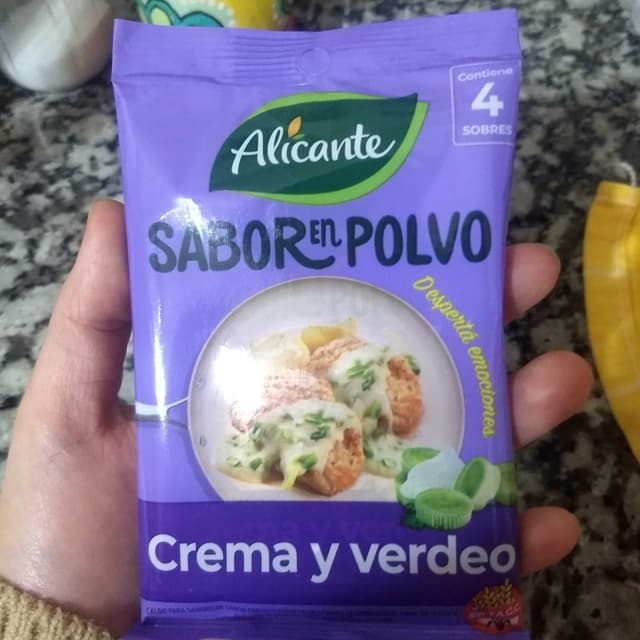 Contiene
4
SOBRES
Alicante
SABOR EN POLVO
Despertá emociones
Crema y verdeo